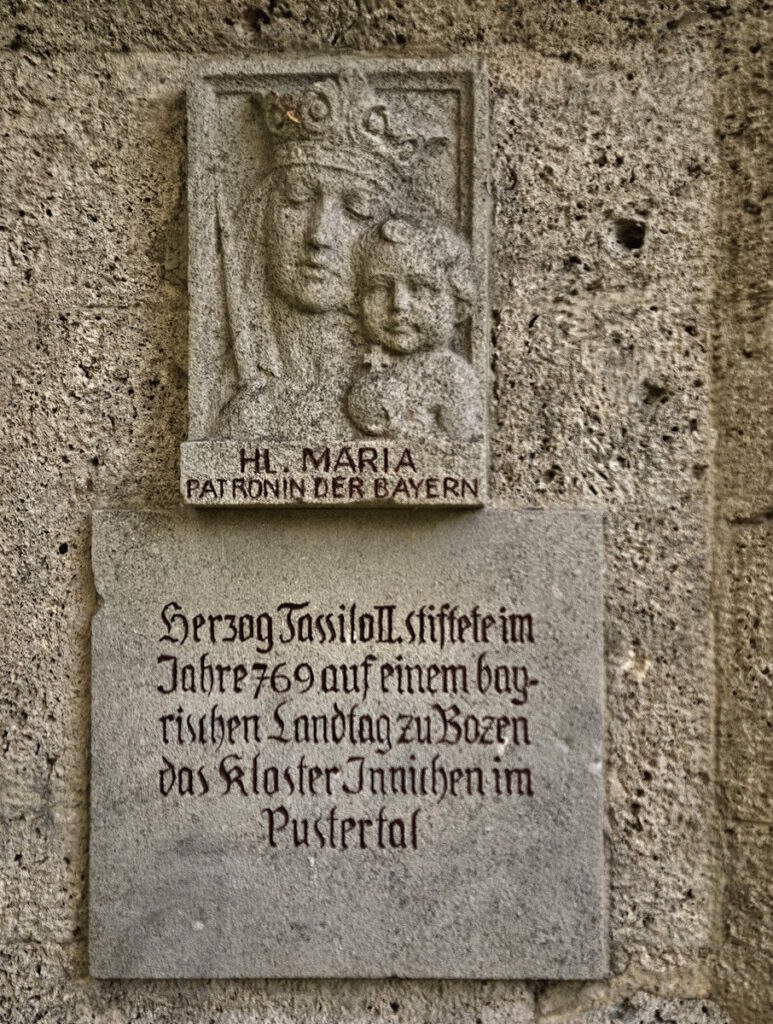 HL. MARIA
PATRONIN DER BAYERN
Herzog Tassilo II. stiftete im
Jahre 769 auf einem bay-
rischen Landtag zu Bozen
das Kloster Innichen im
Pustertal